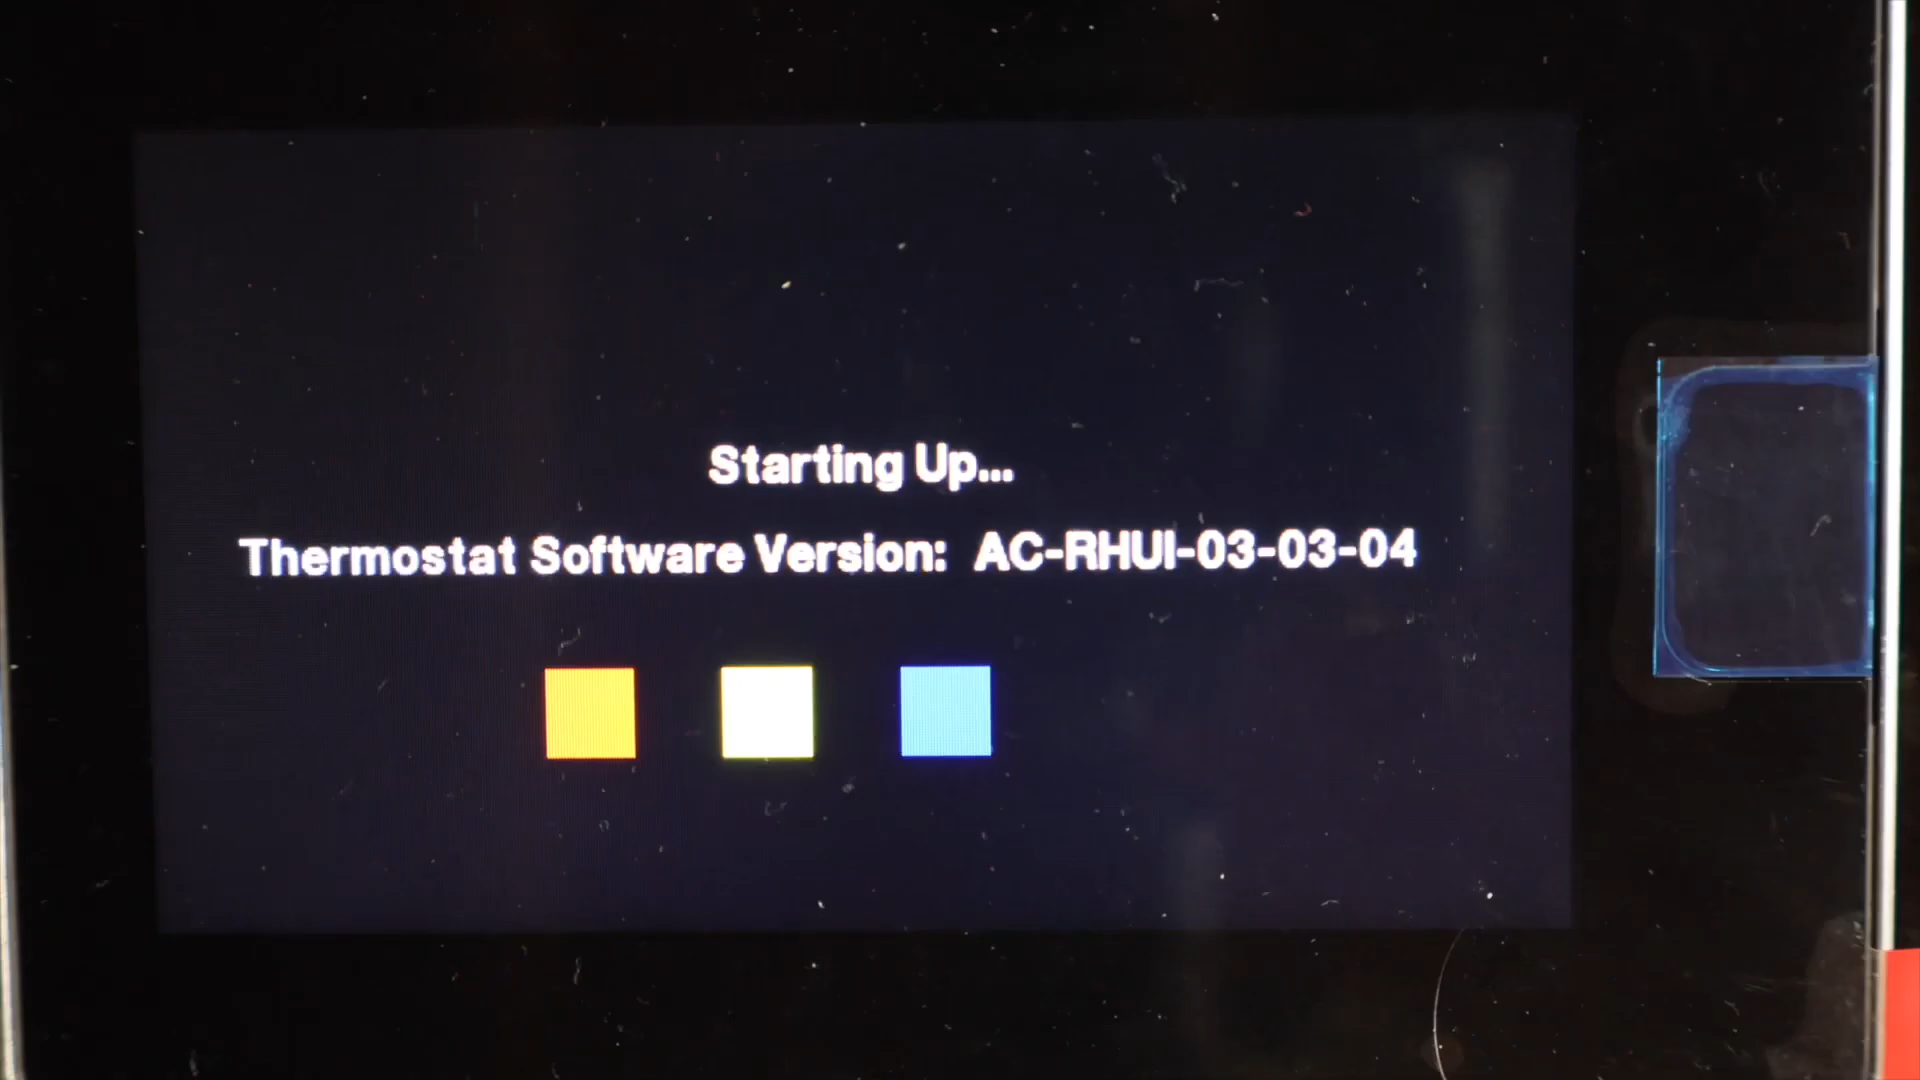 Starting Up...
Thermostat Software Version: AC-RHUI-03-03-04